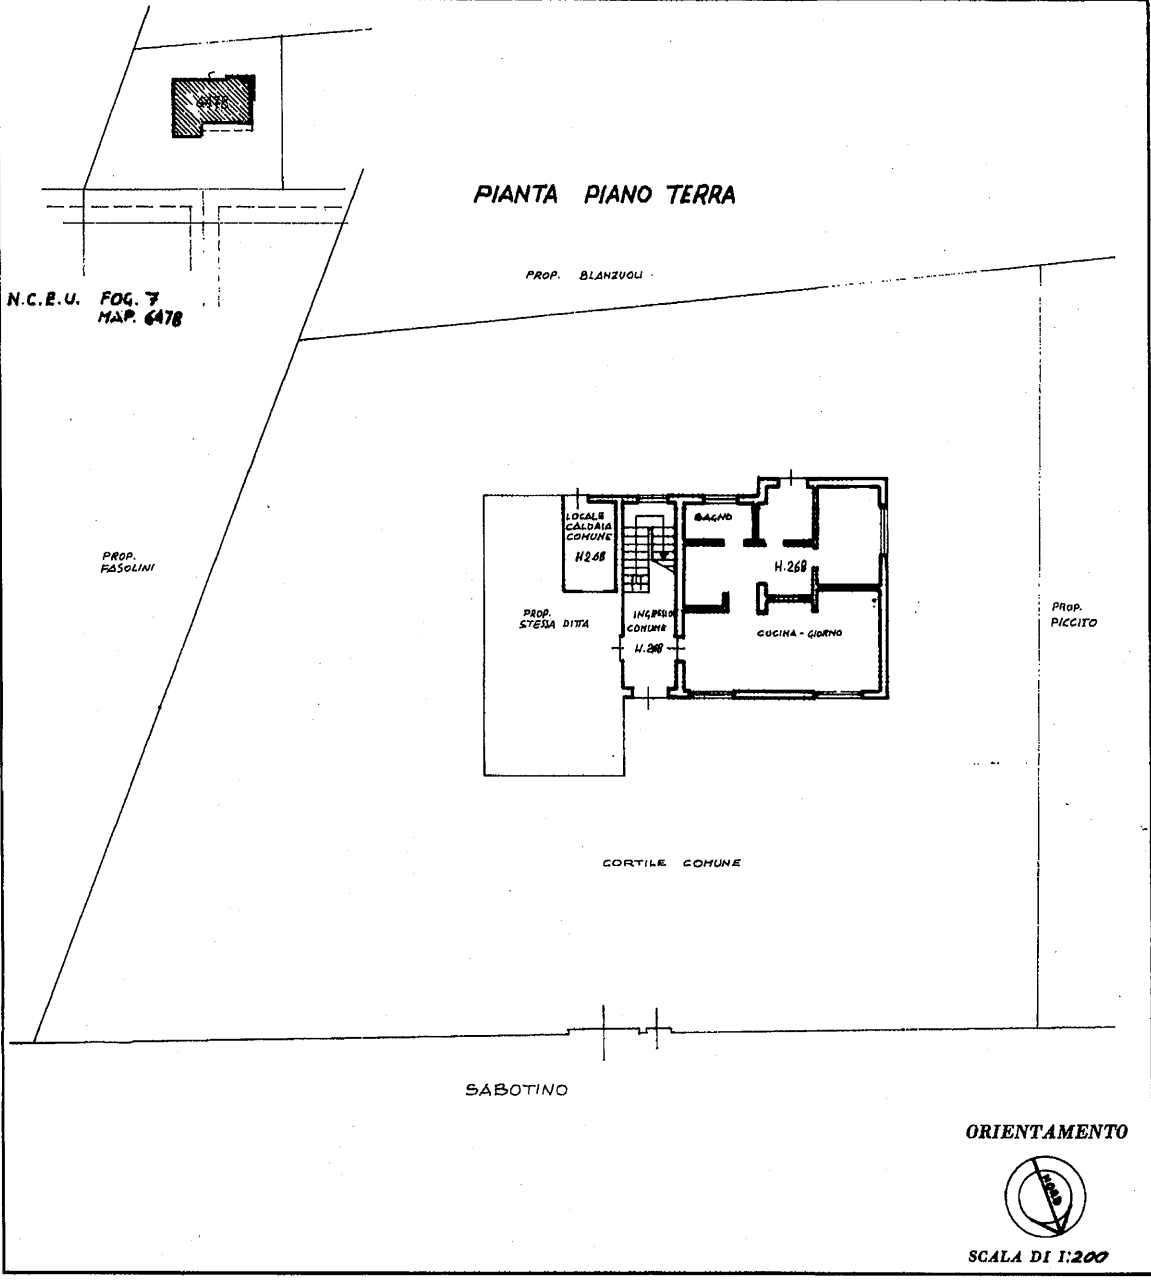 6478
PIANTA PIANO TERRA
PROP. BLANZUOLI
N.C.E.U. FOG. 7
MAP. 6478
LOCALE
CALDAIA
COMUNE
H268
BAGNO
H.268
PROP.
FASOLINI
PROP.
STESSA DITTA
INGRESSO
COMUNE
H.268
CUCINA - GIORNO
PROP.
PICCITO
CORTILE COMUNE
SABOTINO
ORIENTAMENTO
NORD
SCALA DI 1:200